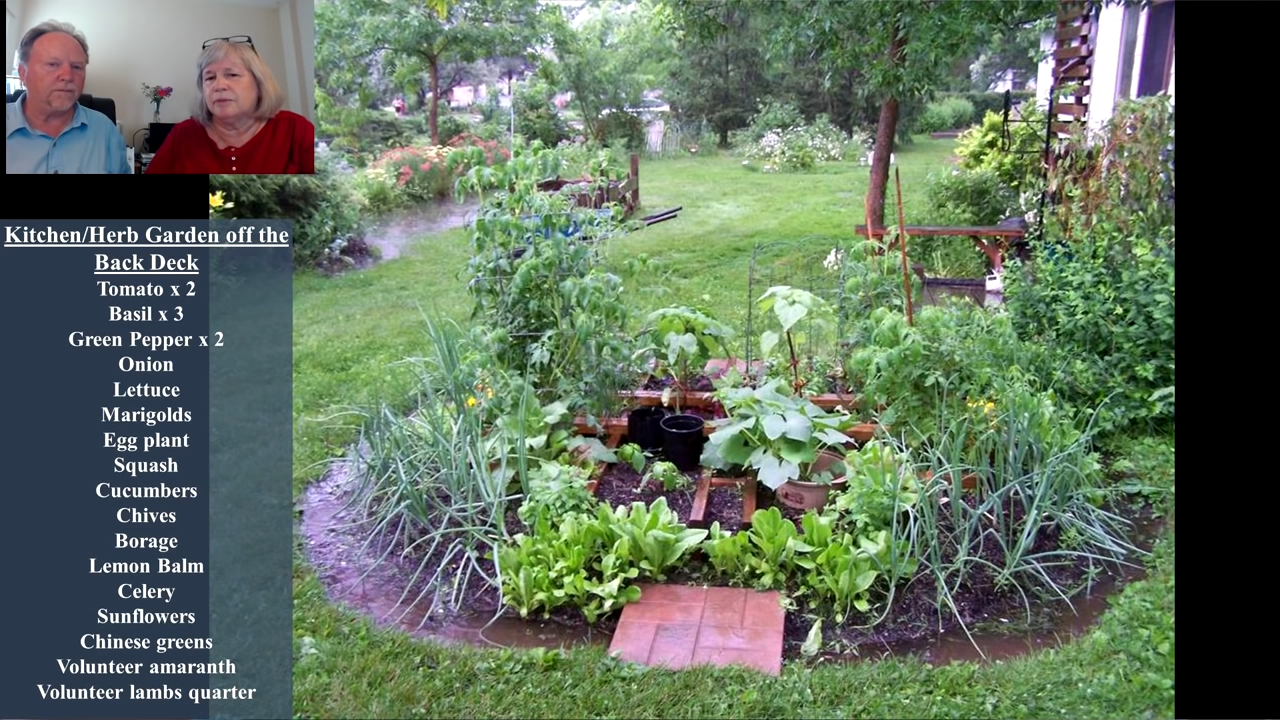 Kitchen/Herb Garden off the
Back Deck
Tomato x 2
Basil x 3
Green Pepper x 2
Onion
Lettuce
Marigolds
Egg plant
Squash
Cucumbers
Chives
Borage
Lemon Balm
Celery
Sunflowers
Chinese greens
Volunteer amaranth
Volunteer lambs quarter